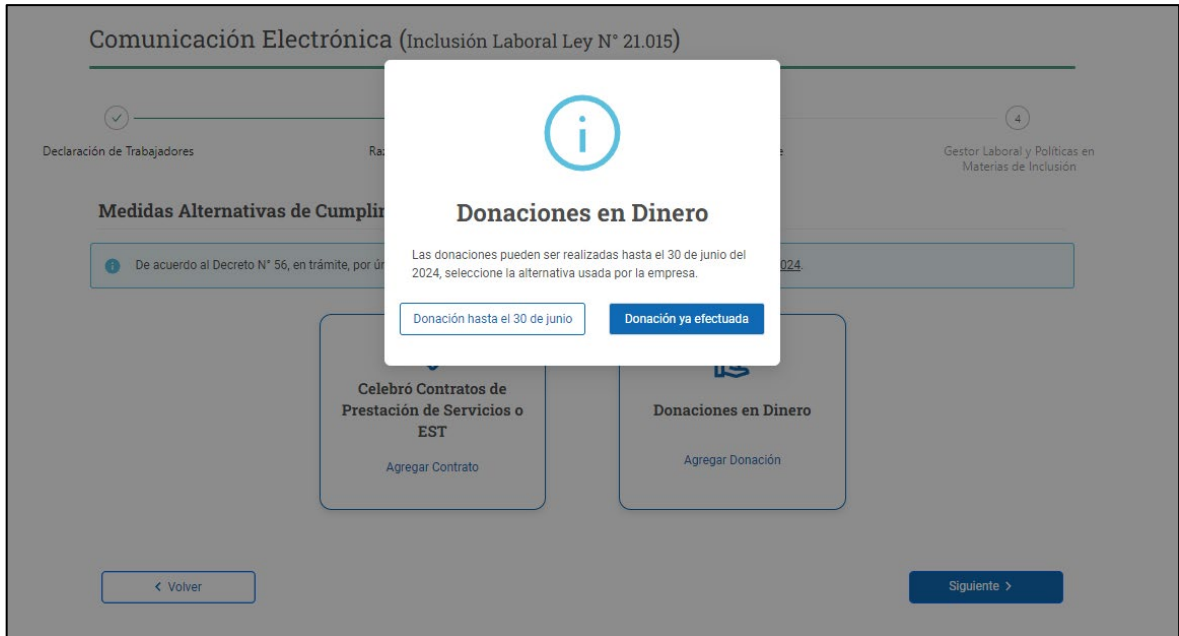 Comunicación Electrónica (Inclusión Laboral Ley N° 21.015)
4
Declaración de Trabajadores
Gestor Laboral y Políticas en
Materias de Inclusión
Medidas Alternativas de
De acuerdo al Decreto N° 56, en trámite, por
024.
i
Donaciones en Dinero
Las donaciones pueden ser realizadas hasta el 30 de junio del
2024, seleccione la alternativa usada por la empresa.
Donación hasta el 30 de junio
Donación ya efectuada
Celebró Contratos de
Prestación de Servicios o
EST
Agregar Contrato
Donaciones en Dinero
Agregar Donación
Volver
Siguiente